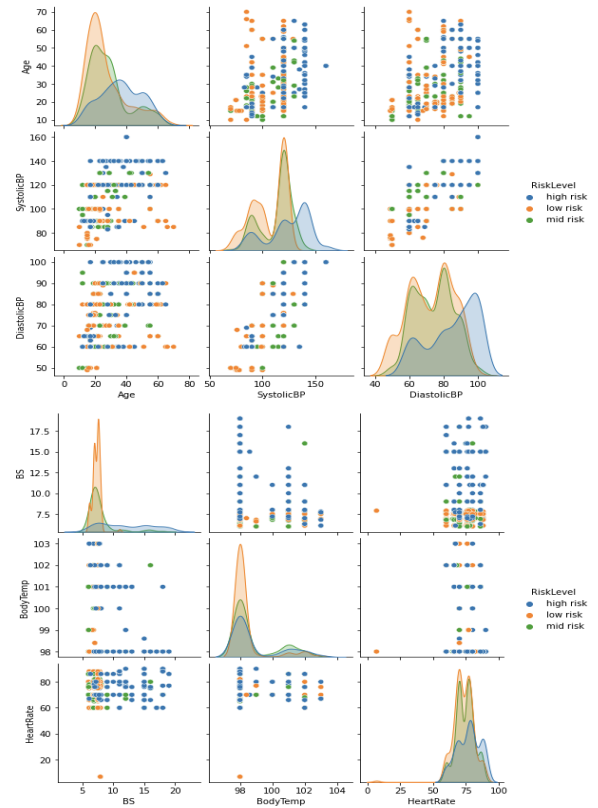 70
60
50
40
30
20
10
Age
160
140
120
100
80
SystolicBP
RiskLevel
high risk
low risk
mid risk
100
90
80
70
60
50
DiastolicBP
0 20 40 60 80
50 100 150
40 60 80 100
Age SystolicBP DiastolicBP
17.5
15.0
12.5
10.0
7.5
BS
103
102
101
100
99
98
BodyTemp
RiskLevel
high risk
low risk
mid risk
80
60
40
20
HeartRate
5 10 15 20
98 100 102 104
0 25 50 75 100
BS BodyTemp HeartRate